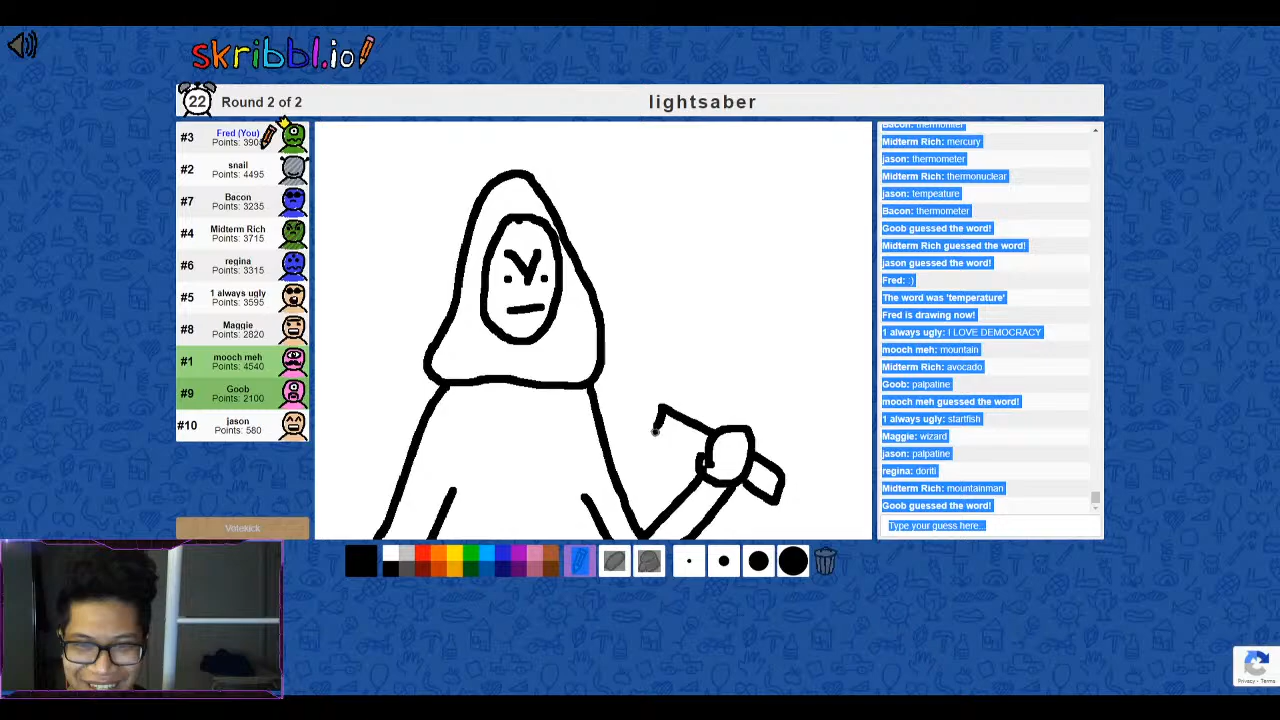 skribbl.io!
22
Round 2 of 2
lightsaber
#3
Fred (You)
Points: 390
#2
snail
Points: 4495
#7
Bacon
Points: 3235
#4
Midterm Rich
Points: 3715
#6
regina
Points: 3315
#5
1 always ugly
Points: 3595
#8
Maggie
Points: 2820
#1
mooch meh
Points: 4540
#9
Goob
Points: 2100
#10
jason
Points: 580
Votekick
Midterm Rich: mercury
jason: thermometer
Midterm Rich: thermonuclear
jason: tempeature
Bacon: thermometer
Goob guessed the word!
Midterm Rich guessed the word!
jason guessed the word!
Fred: :)
The word was 'temperature'
Fred is drawing now!
1 always ugly: I LOVE DEMOCRACY
mooch meh: mountain
Midterm Rich: avocado
Goob: palpatine
mooch meh guessed the word!
1 always ugly: startfish
Maggie: wizard
jason: palpatine
regina: doriti
Midterm Rich: mountainman
Goob guessed the word!
Type your guess here...
Privacy - Terms